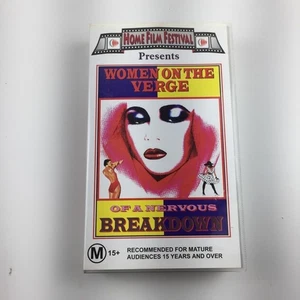 HOME FILM FESTIVAL
Presents
WOMEN ON THE
VERGE
OF A NERVOUS
BREAKDOWN
M 15+
RECOMMENDED FOR MATURE
AUDIENCES 15 YEARS AND OVER